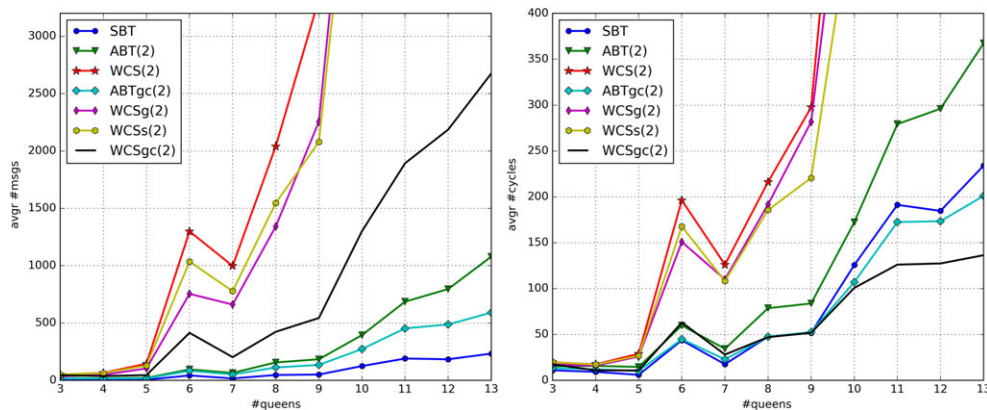 3000
2500
2000
1500
1000
500
0
avgr #msgs
SBT
ABT(2)
WCS(2)
ABTgc(2)
WCSg(2)
WCSs(2)
WCSgc(2)
3 4 5 6 7 8 9 10 11 12 13
#queens
400
350
300
250
200
150
100
50
0
avgr #cycles
SBT
ABT(2)
WCS(2)
ABTgc(2)
WCSg(2)
WCSs(2)
WCSgc(2)
3 4 5 6 7 8 9 10 11 12 13
#queens